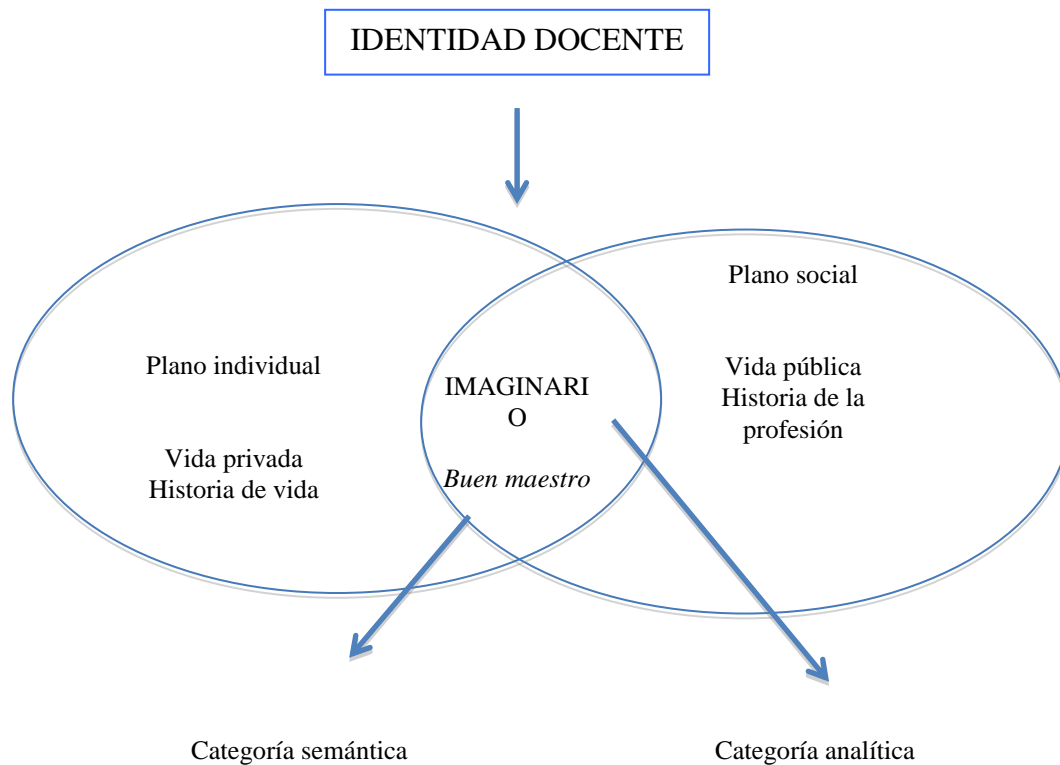 IDENTIDAD DOCENTE
Plano individual
Vida privada
Historia de vida
IMAGINARI
O
Buen maestro
Plano social
Vida pública
Historia de la
profesión
Categoría semántica
Categoría analítica